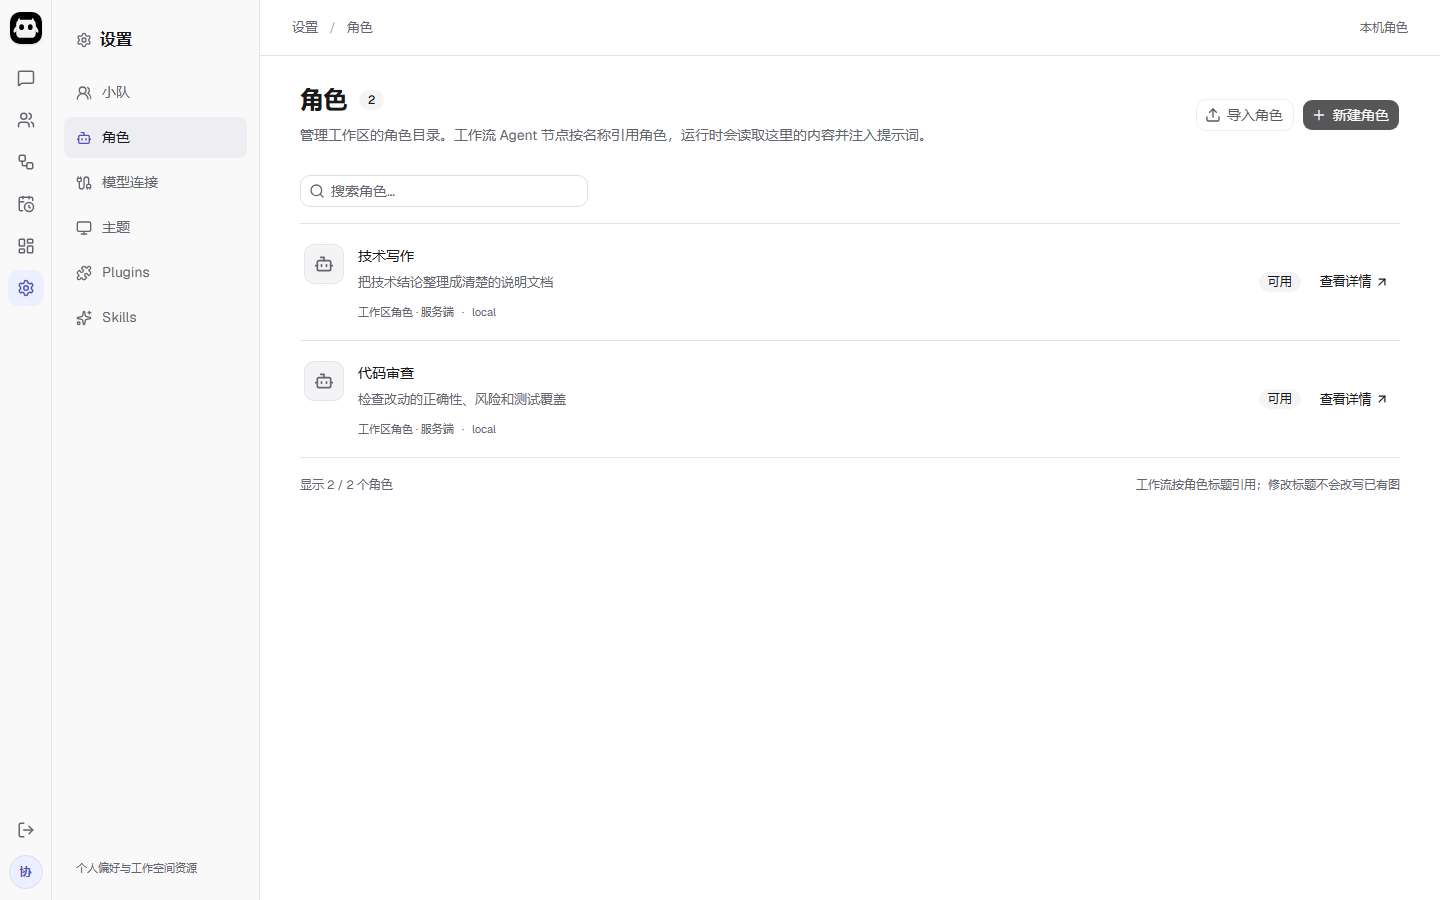 设置
小队
角色
模型连接
主题
Plugins
Skills
个人偏好与工作空间资源
协
设置 / 角色
本机角色
角色 2
管理工作区的角色目录。工作流 Agent 节点按名称引用角色，运行时会读取这里的内容并注入提示词。
导入角色
新建角色
搜索角色...
技术写作
把技术结论整理成清楚的说明文档
工作区角色 · 服务端 · local
可用
查看详情
代码审查
检查改动的正确性、风险和测试覆盖
工作区角色 · 服务端 · local
可用
查看详情
显示 2 / 2 个角色
工作流按角色标题引用；修改标题不会改写已有图